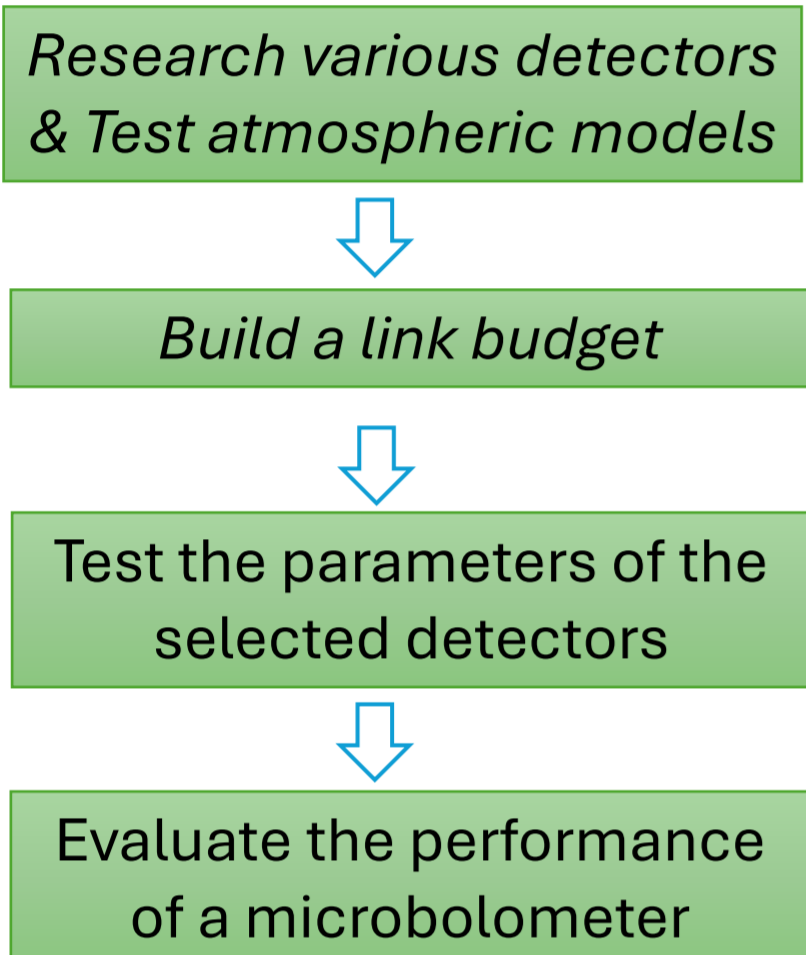 Research various detectors
& Test atmospheric models
Build a link budget
Test the parameters of the
selected detectors
Evaluate the performance
of a microbolometer